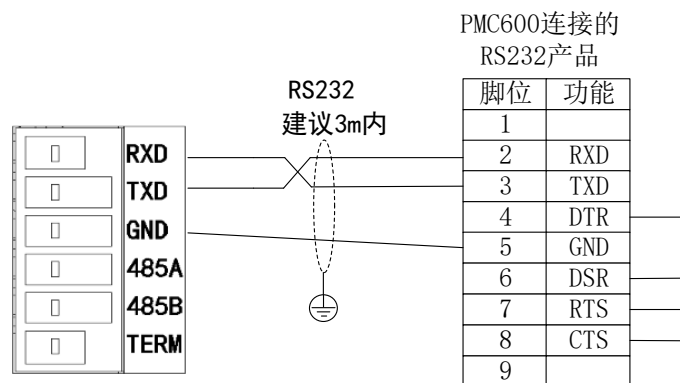 PMC600连接的
RS232产品
RS232
建议3m内
RXD
TXD
GND
485A
485B
TERM
脚位 功能
1
2 RXD
3 TXD
4 DTR
5 GND
6 DSR
7 RTS
8 CTS
9